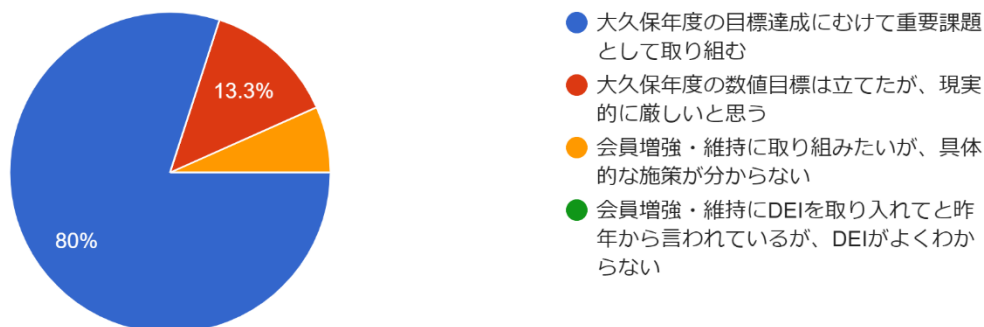 大久保年度の目標達成にむけて重要課題
として取り組む
大久保年度の数値目標は立てたが、現実
的に厳しいと思う
会員増強・維持に取り組みたいが、具体
的な施策が分からない
会員増強・維持にDEIを取り入れてと昨
年から言われているが、DEIがよくわか
らない
13.3%
80%